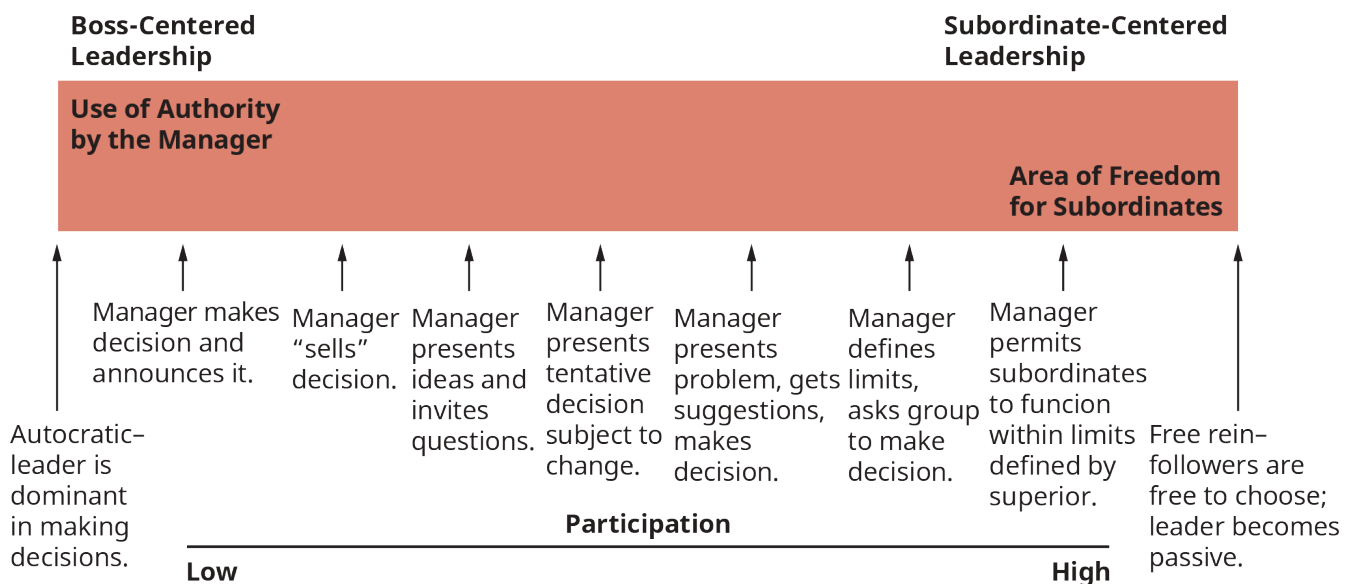 Boss-Centered
Leadership
Subordinate-Centered
Leadership
Use of Authority
by the Manager
Area of Freedom
for Subordinates
Autocratic–
leader is
dominant
in making
decisions.
Manager makes
decision and
announces it.
Manager
“sells”
decision.
Manager
presents
ideas and
invites
questions.
Manager
presents
tentative
decision
subject to
change.
Manager
presents
problem, gets
suggestions,
makes
decision.
Manager
defines
limits,
asks group
to make
decision.
Manager
permits
subordinates
to funcion
within limits
defined by
superior.
Free rein–
followers are
free to choose;
leader becomes
passive.
Participation
Low
High